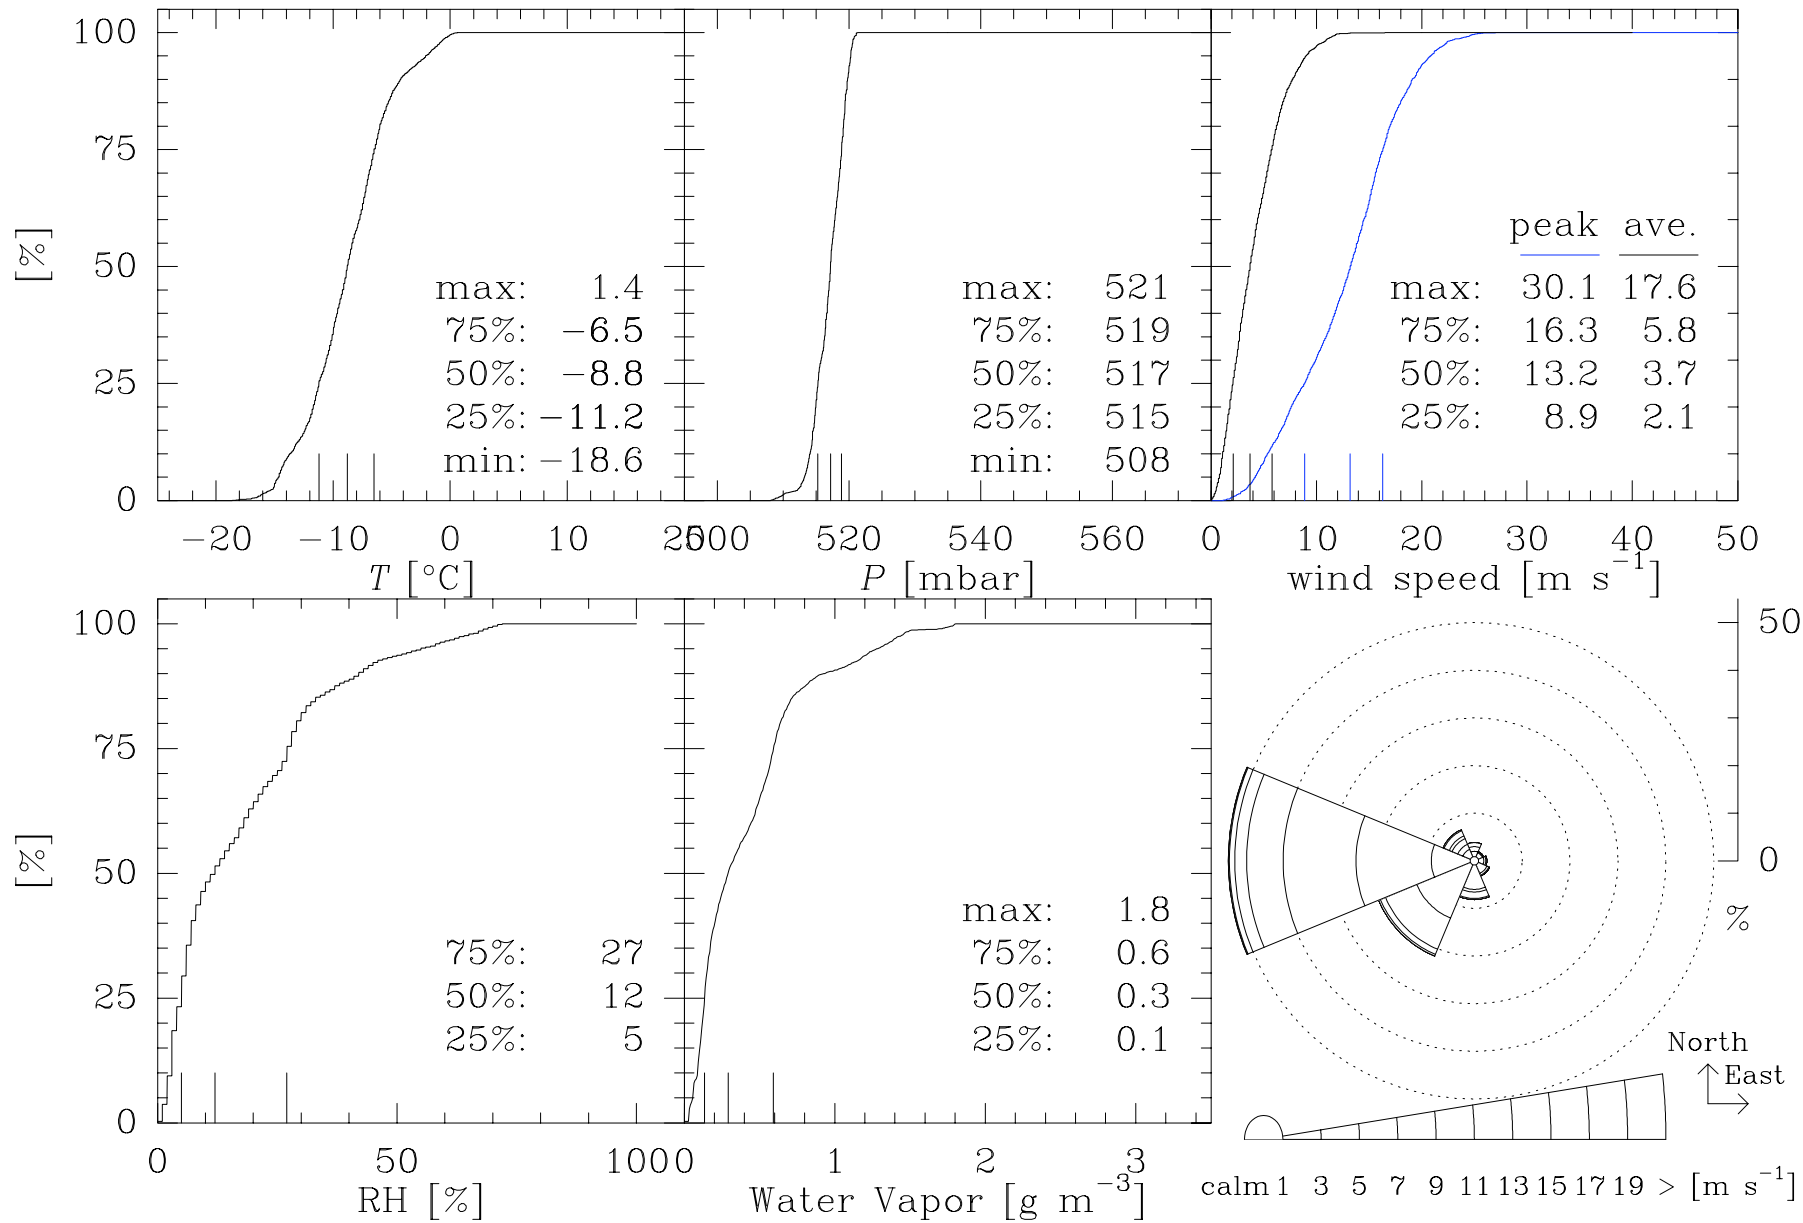 100
75
50
25
0
[%]
max: 1.4
75%: −6.5
50%: −8.8
25%: −11.2
min: −18.6
−20 −10 0 10 20
T [°C]
max: 521
75%: 519
50%: 517
25%: 515
min: 508
500 520 540 560
P [mbar]
peak ave.
max: 30.1 17.6
75%: 16.3 5.8
50%: 13.2 3.7
25%: 8.9 2.1
0 10 20 30 40 50
wind speed [m s−1]
100
75
50
25
0
[%]
75%: 27
50%: 12
25%: 5
0 50 100
RH [%]
max: 1.8
75%: 0.6
50%: 0.3
25%: 0.1
0 1 2 3
Water Vapor [g m−3]
50
0
%
North
East
calm 1 3 5 7 9 11 13 15 17 19 > [m s−1]